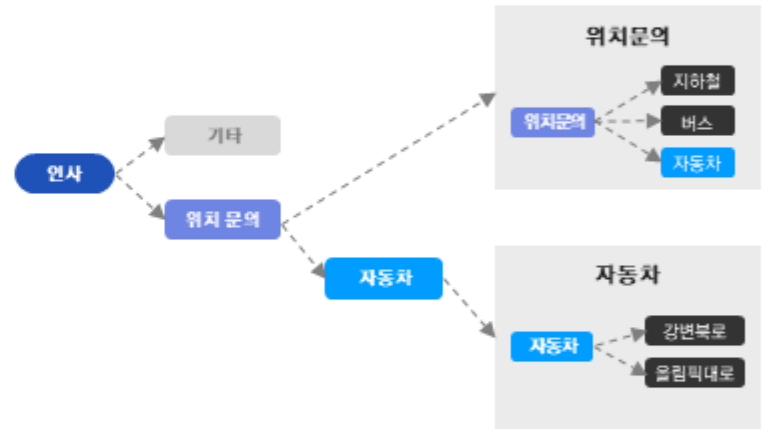 위치문의
지하철
위치문의
버스
자동차
기타
인사
위치 문의
자동차
자동차
강변북로
자동차
올림픽대로